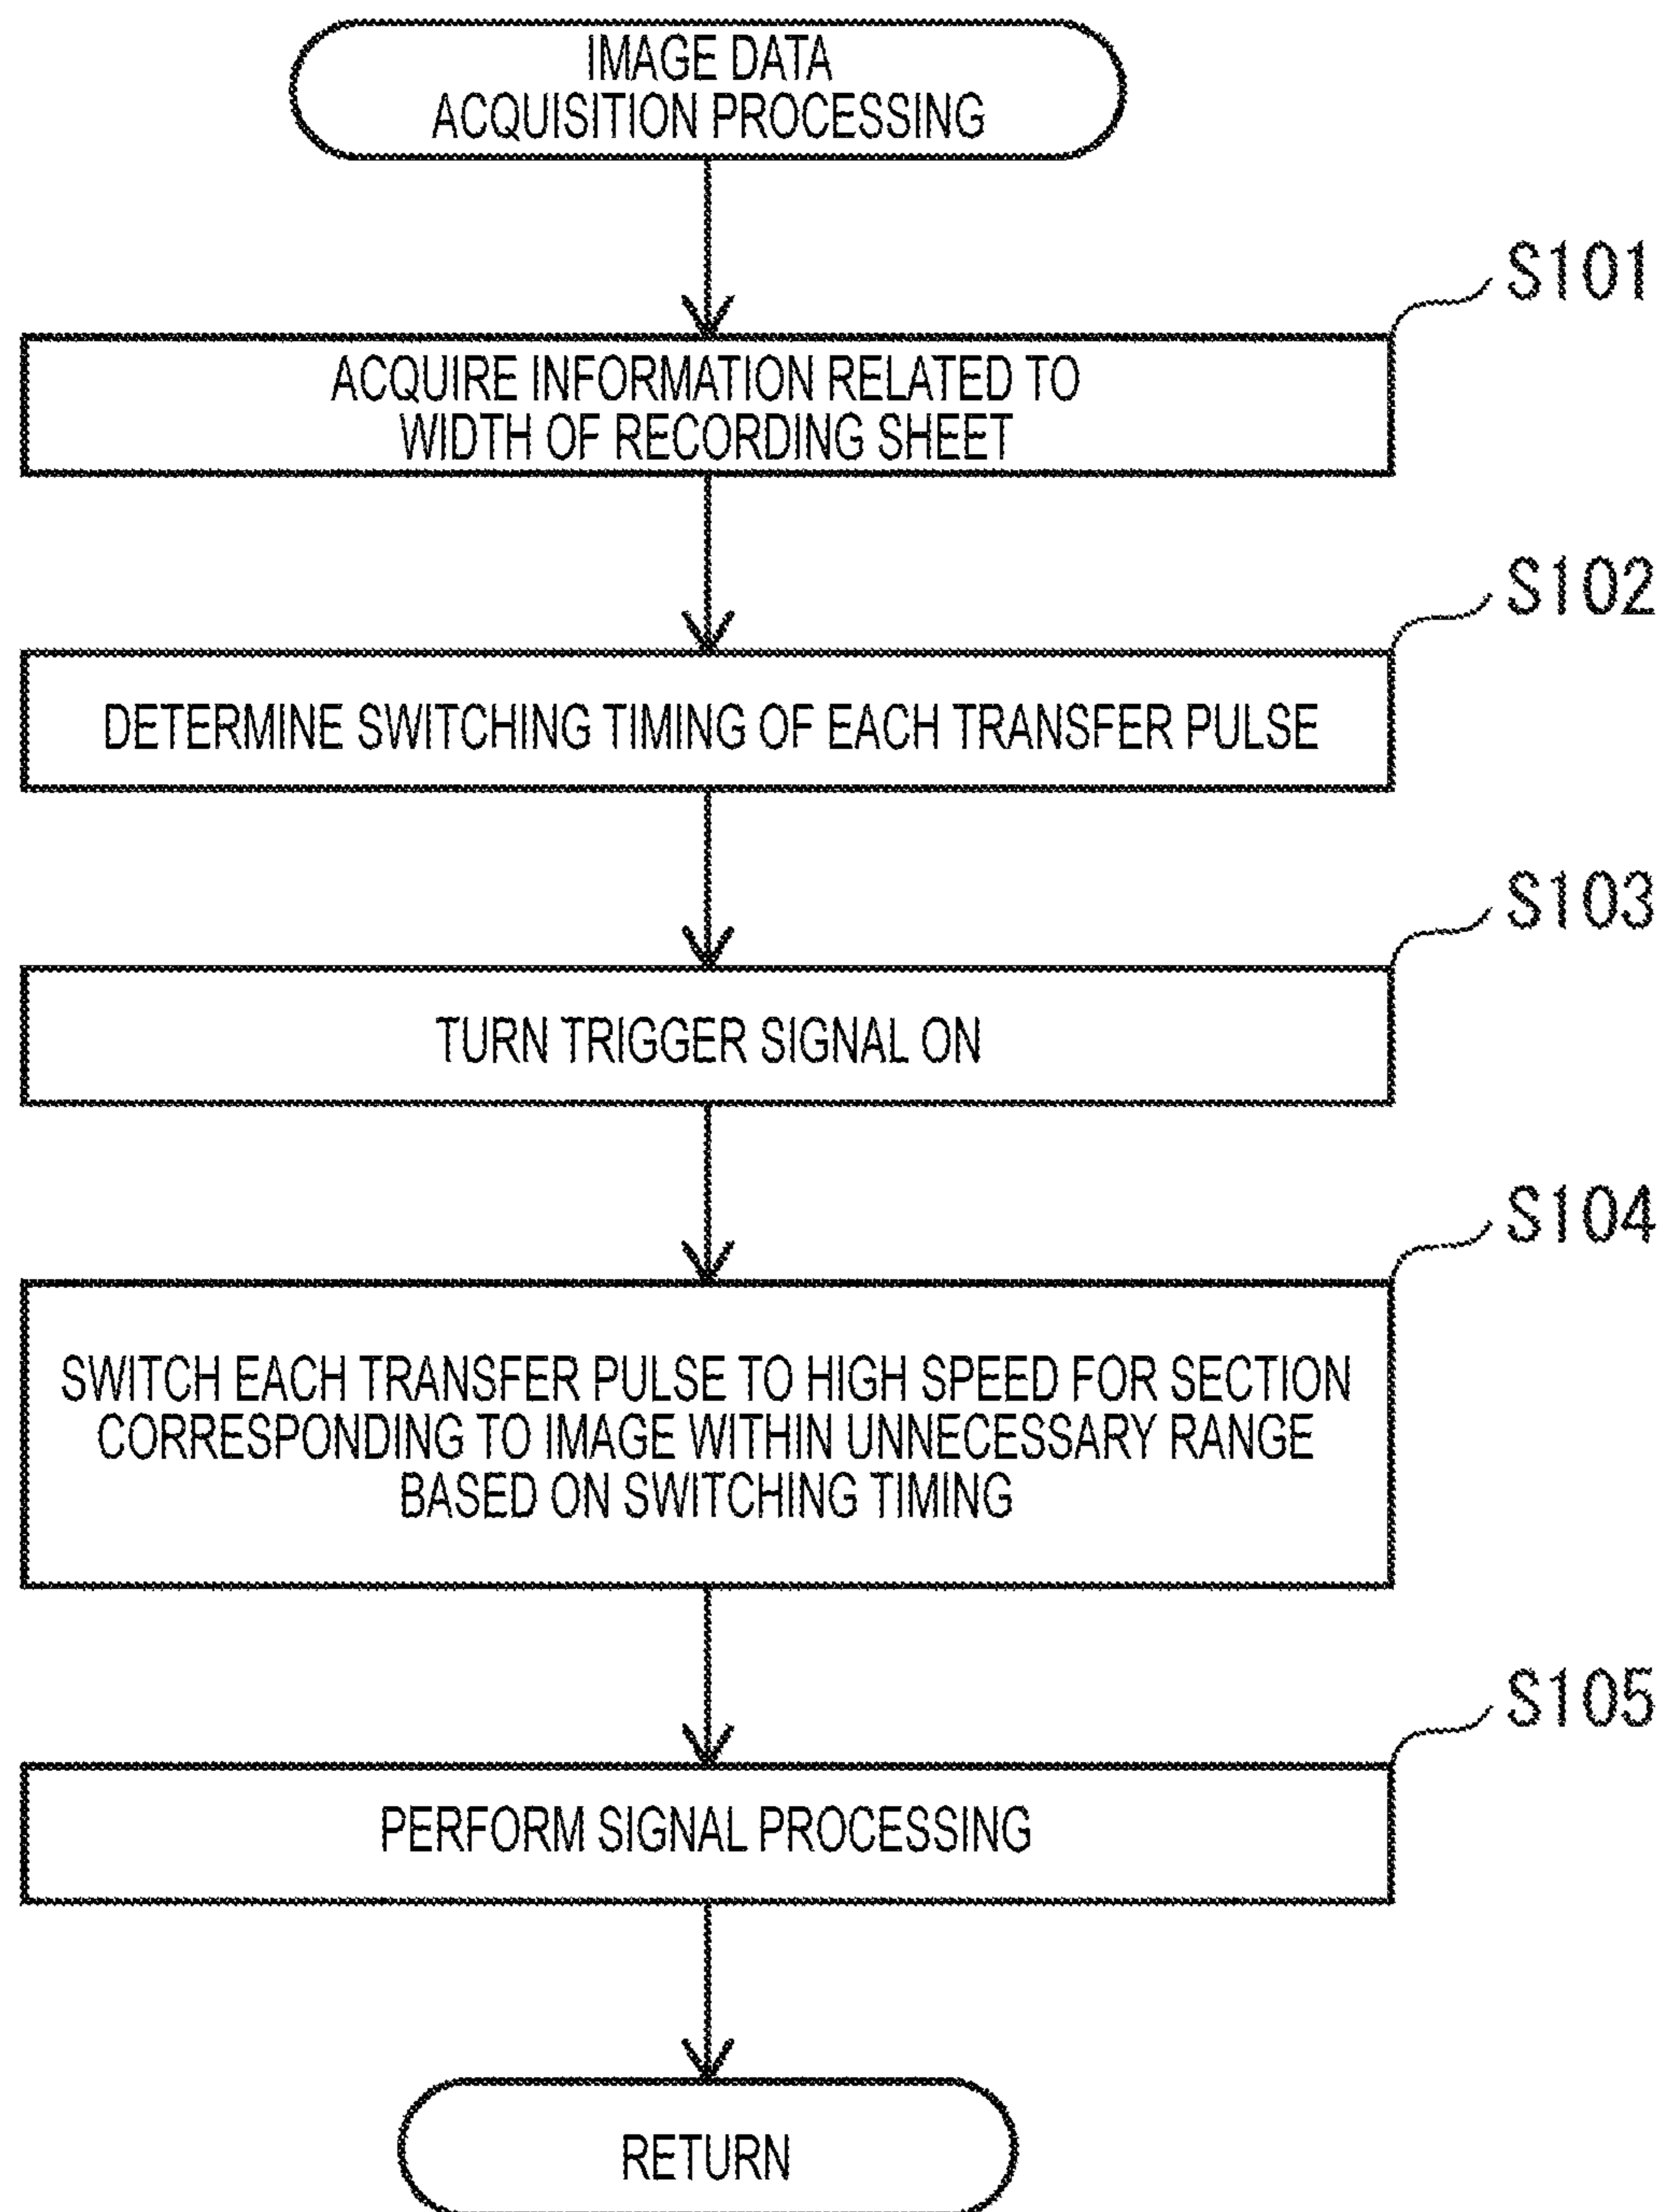 IMAGE DATA
ACQUISITION PROCESSING
S101
ACQUIRE INFORMATION RELATED TO
WIDTH OF RECORDING SHEET
S102
DETERMINE SWITCHING TIMING OF EACH TRANSFER PULSE
S103
TURN TRIGGER SIGNAL ON
S104
SWITCH EACH TRANSFER PULSE TO HIGH SPEED FOR SECTION
CORRESPONDING TO IMAGE WITHIN UNNECESSARY RANGE
BASED ON SWITCHING TIMING
S105
PERFORM SIGNAL PROCESSING
RETURN